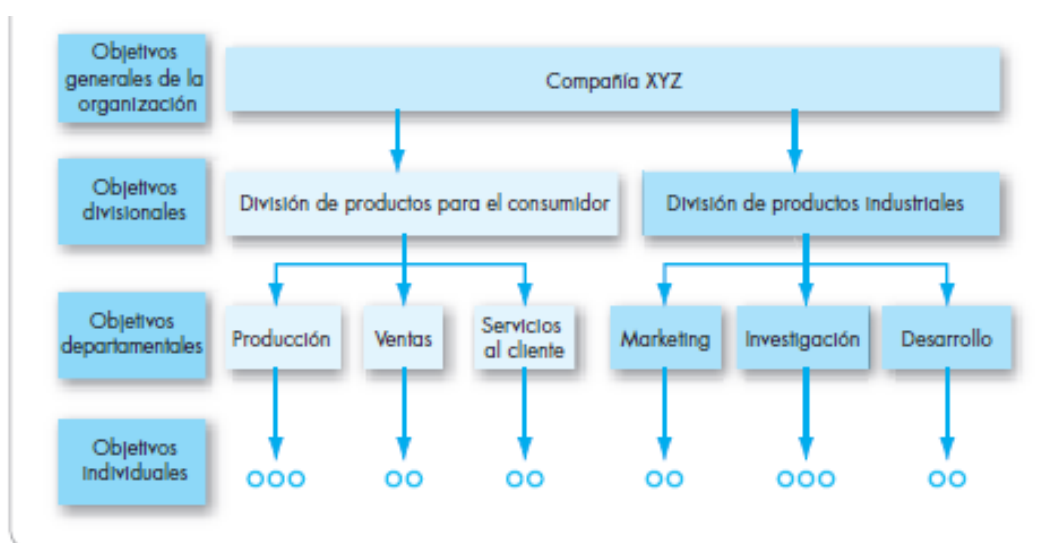 Objetivos
generales de la
organización
Compañía XYZ
Objetivos
divisionales
División de productos para el consumidor
División de productos industriales
Objetivos
departamentales
Producción
Ventas
Servicios
al cliente
Marketing
Investigación
Desarrollo
Objetivos
individuales